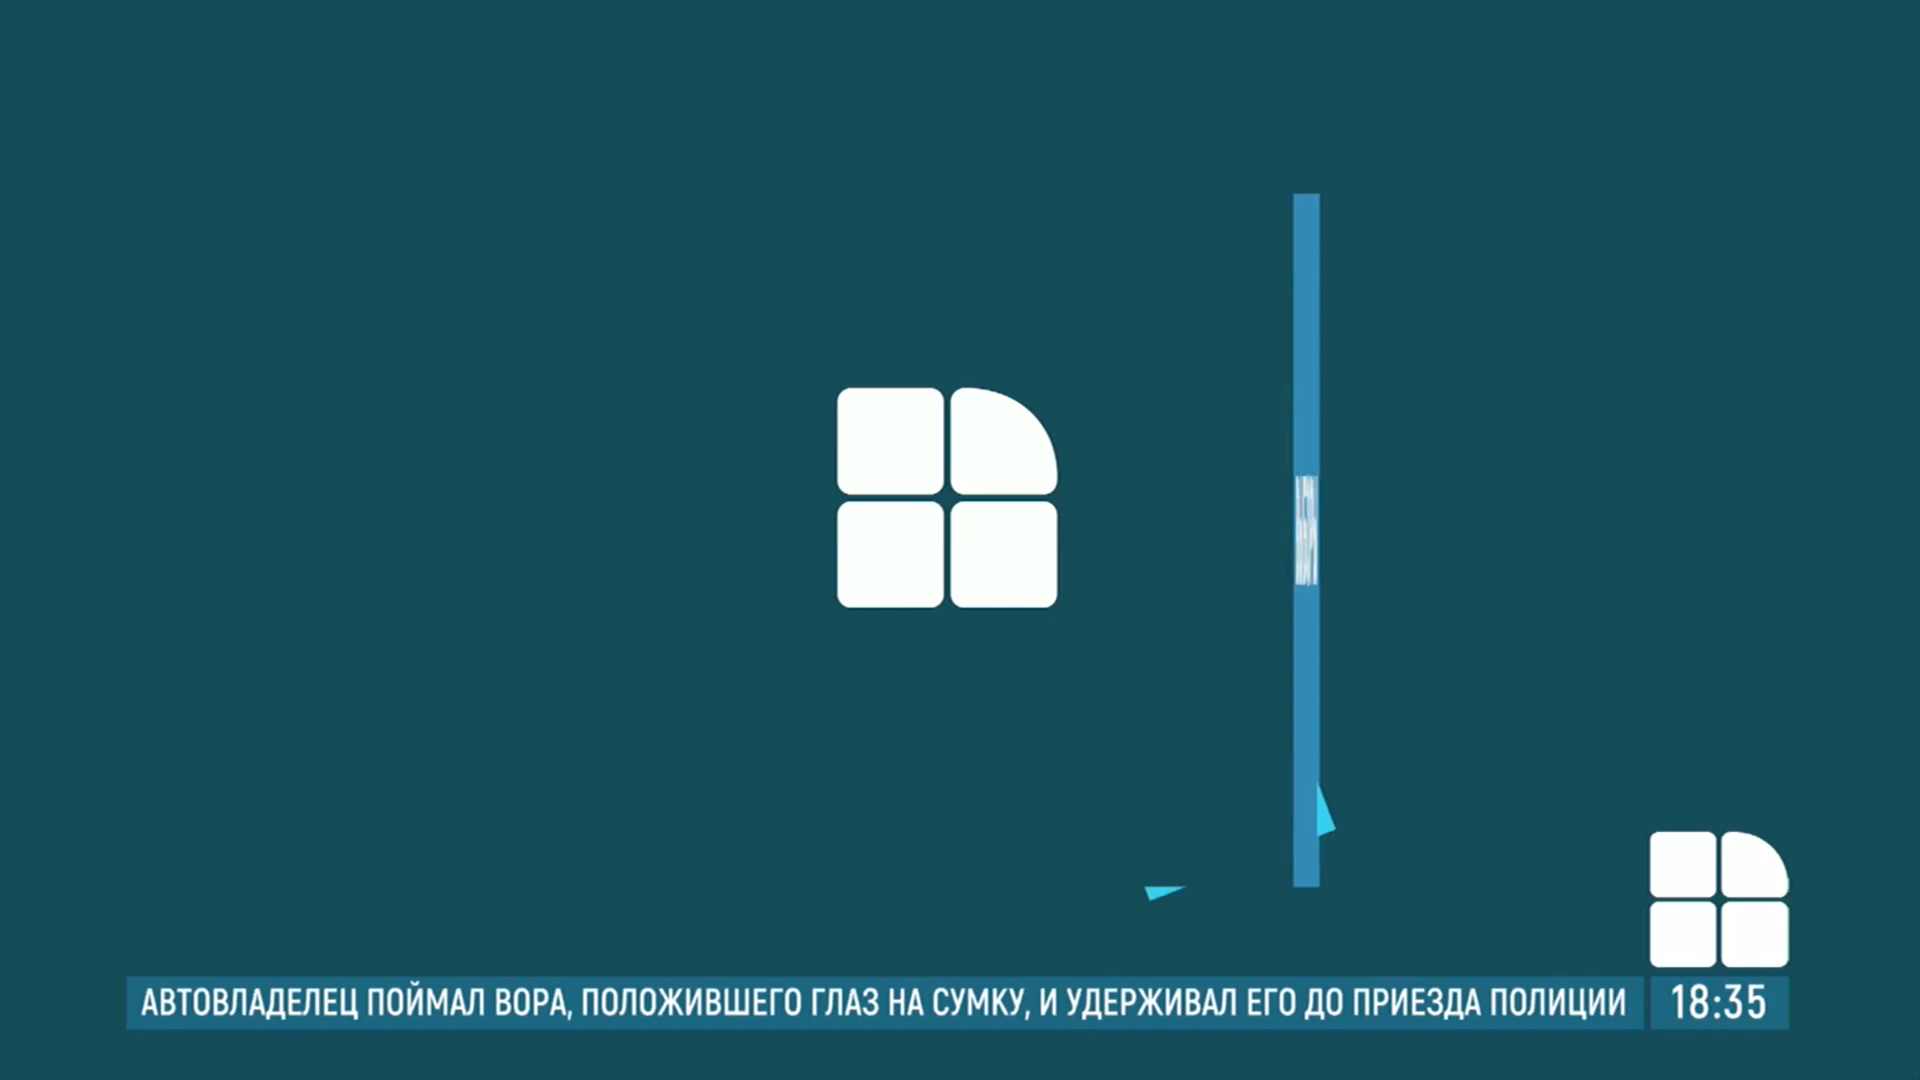 АВТОВЛАДЕЛЕЦ ПОЙМАЛ ВОРА, ПОЛОЖИВШЕГО ГЛАЗ НА СУМКУ, И УДЕРЖИВАЛ ЕГО ДО ПРИЕЗДА ПОЛИЦИИ
18:35